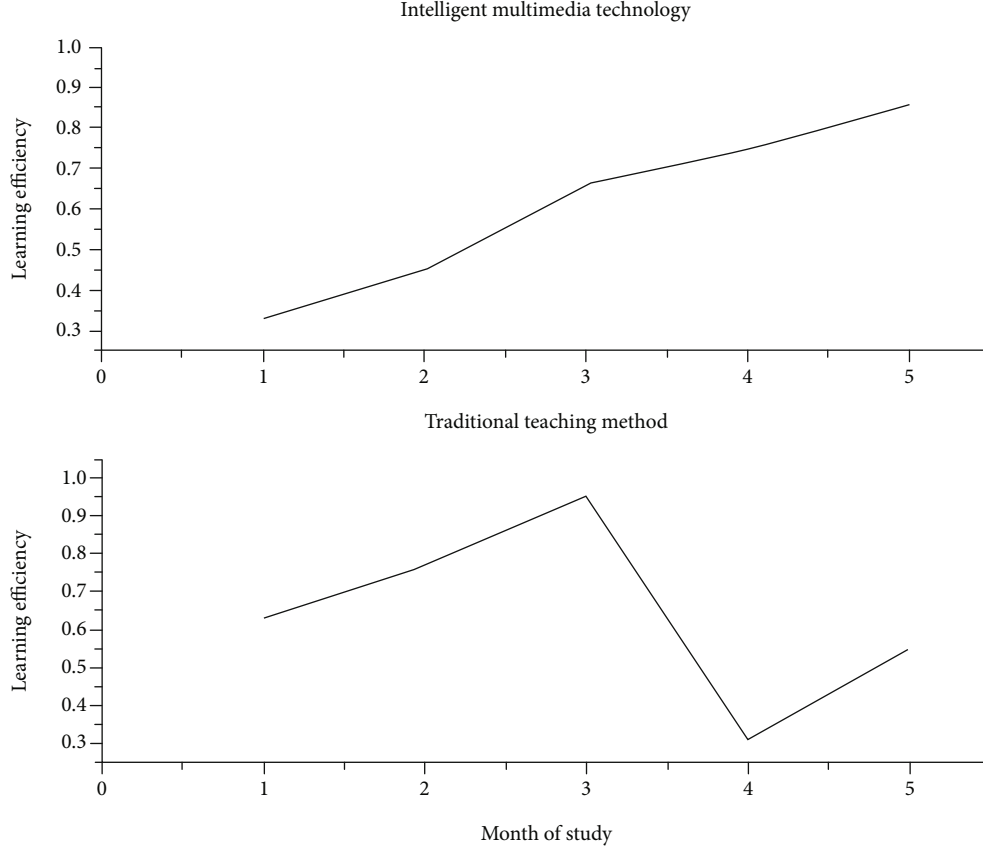 Intelligent multimedia technology
Learning efficiency
1.0
0.9
0.8
0.7
0.6
0.5
0.4
0.3
0 1 2 3 4 5
Traditional teaching method
Learning efficiency
1.0
0.9
0.8
0.7
0.6
0.5
0.4
0.3
0 1 2 3 4 5
Month of study